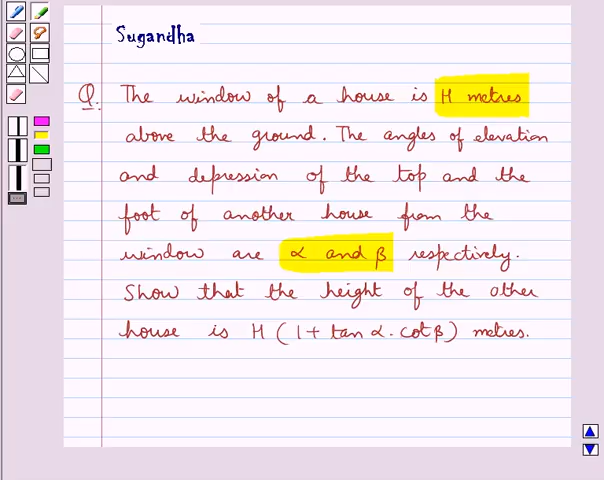 Sugandha
Q. The window of a house is H metres
above the ground. The angles of elevation
and depression of the top and the
foot of another house from the
window are α and β respectively.
Show that the height of the other
house is H (1 + tan α. cot β) metres.